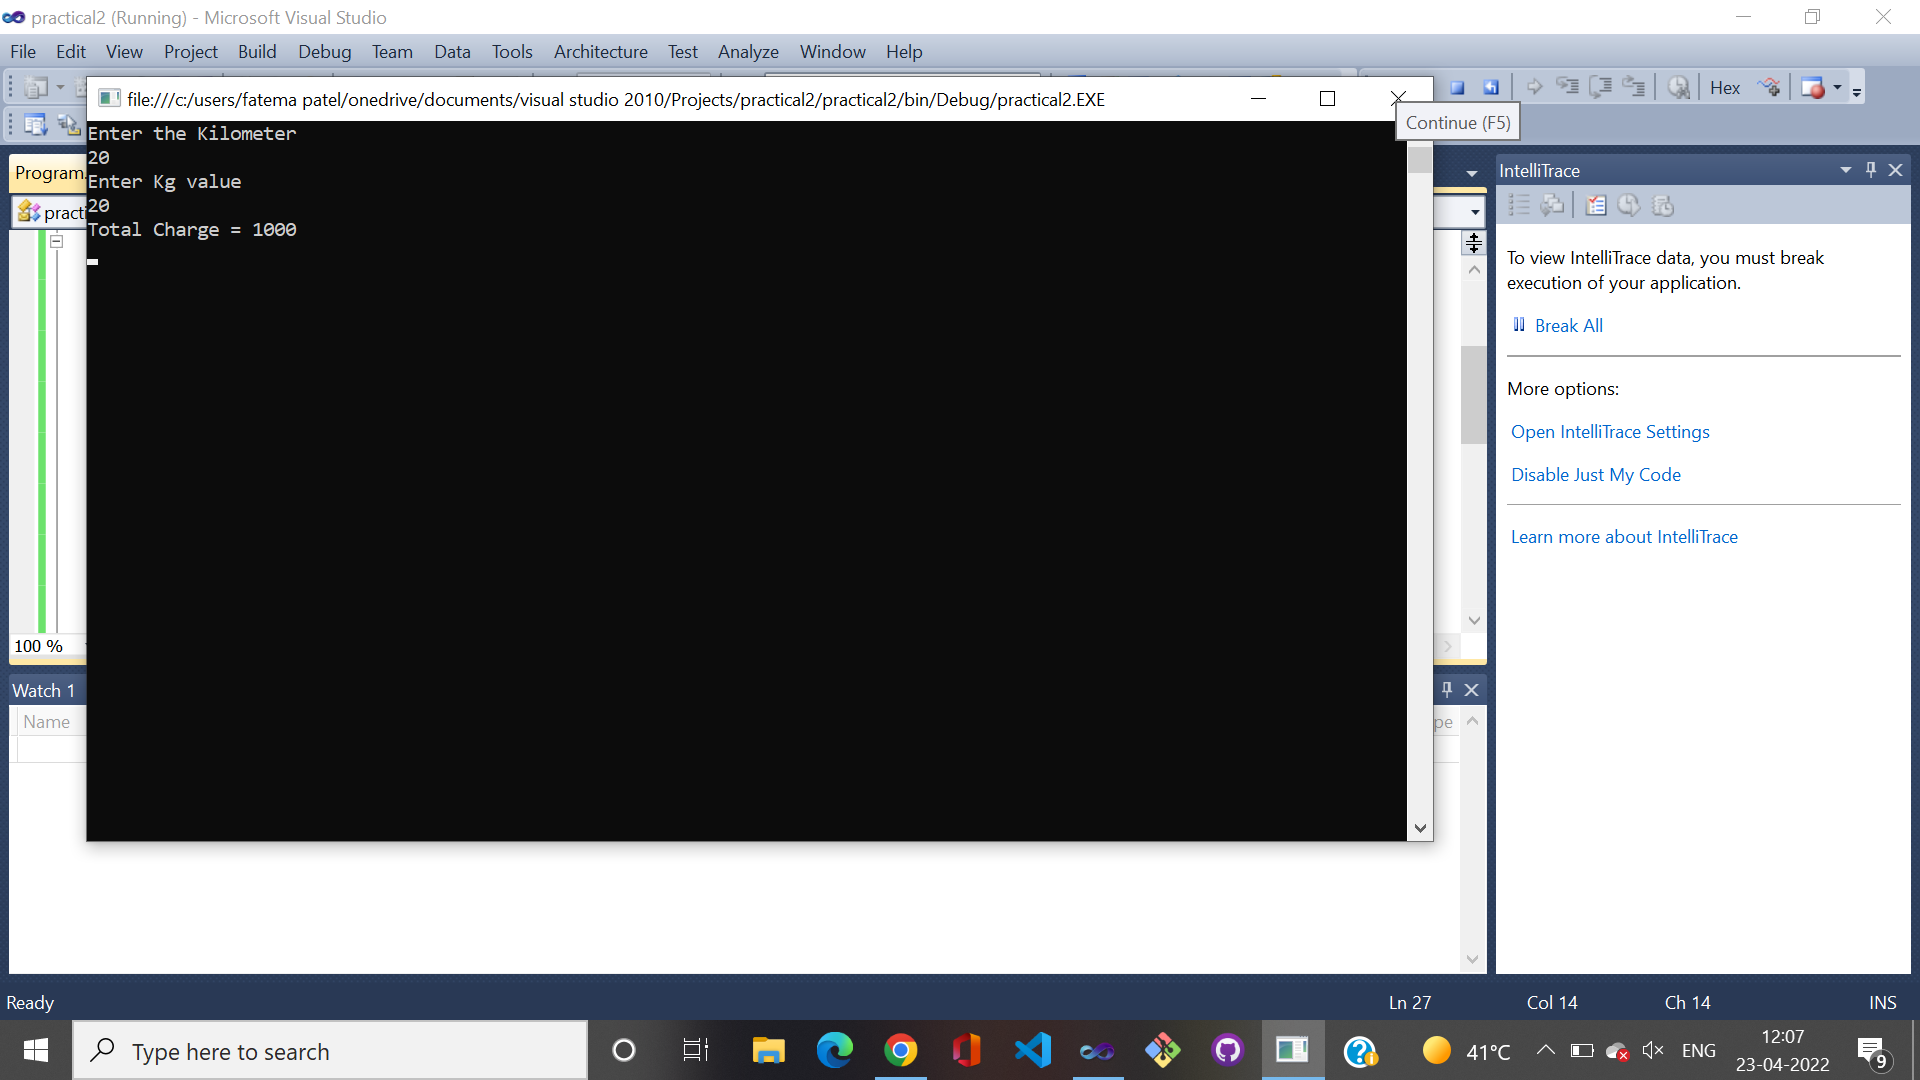 practical2 (Running) - Microsoft Visual Studio
File Edit View Project Build Debug Team Data Tools Architecture Test Analyze Window Help
file:///c:/users/fatema patel/onedrive/documents/visual studio 2010/Projects/practical2/practical2/bin/Debug/practical2.EXE
Hex
Continue (F5)
Enter the Kilometer
20
Enter Kg value
20
Total Charge = 1000
Program
practi
100 %
Watch 1
Name
pe
IntelliTrace
To view IntelliTrace data, you must break
execution of your application.
Break All
More options:
Open IntelliTrace Settings
Disable Just My Code
Learn more about IntelliTrace
Ready Ln 27 Col 14 Ch 14 INS
Type here to search
41°C
ENG
12:07
23-04-2022
9